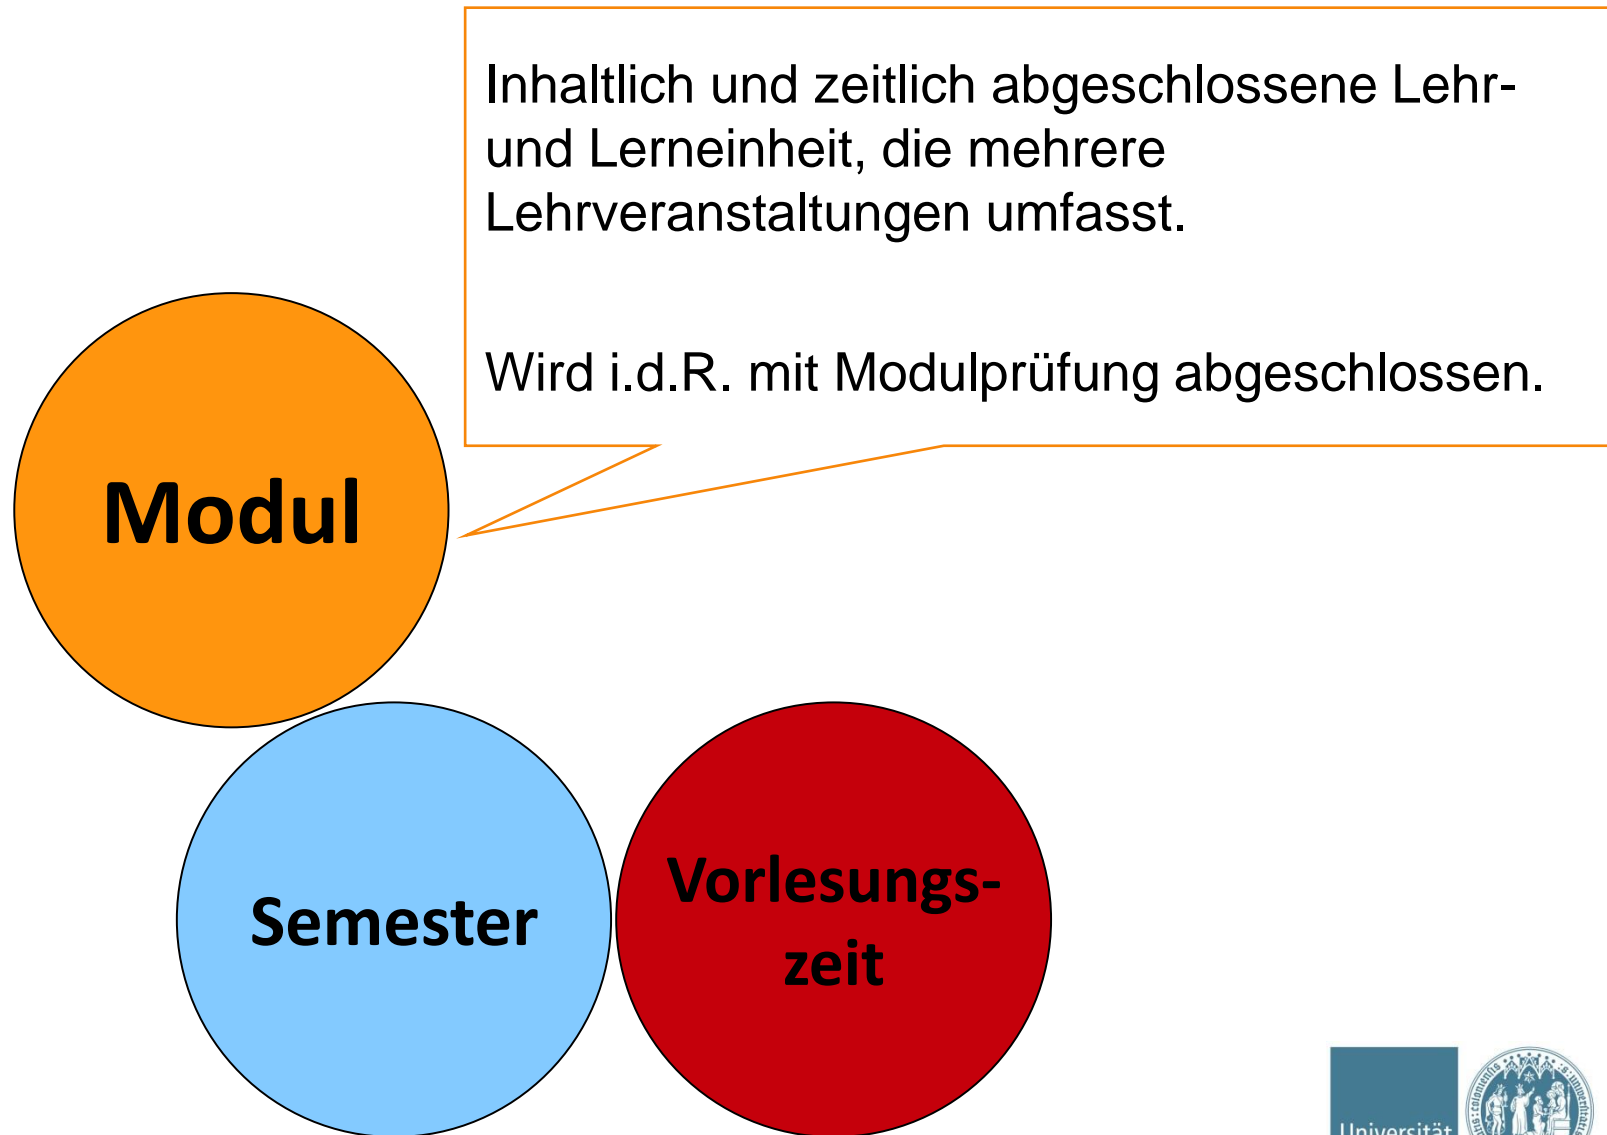 Inhaltlich und zeitlich abgeschlossene Lehr-
und Lerneinheit, die mehrere
Lehrveranstaltungen umfasst.
Wird i.d.R. mit Modulprüfung abgeschlossen.
Modul
Semester
Vorlesungs-
zeit
Universität